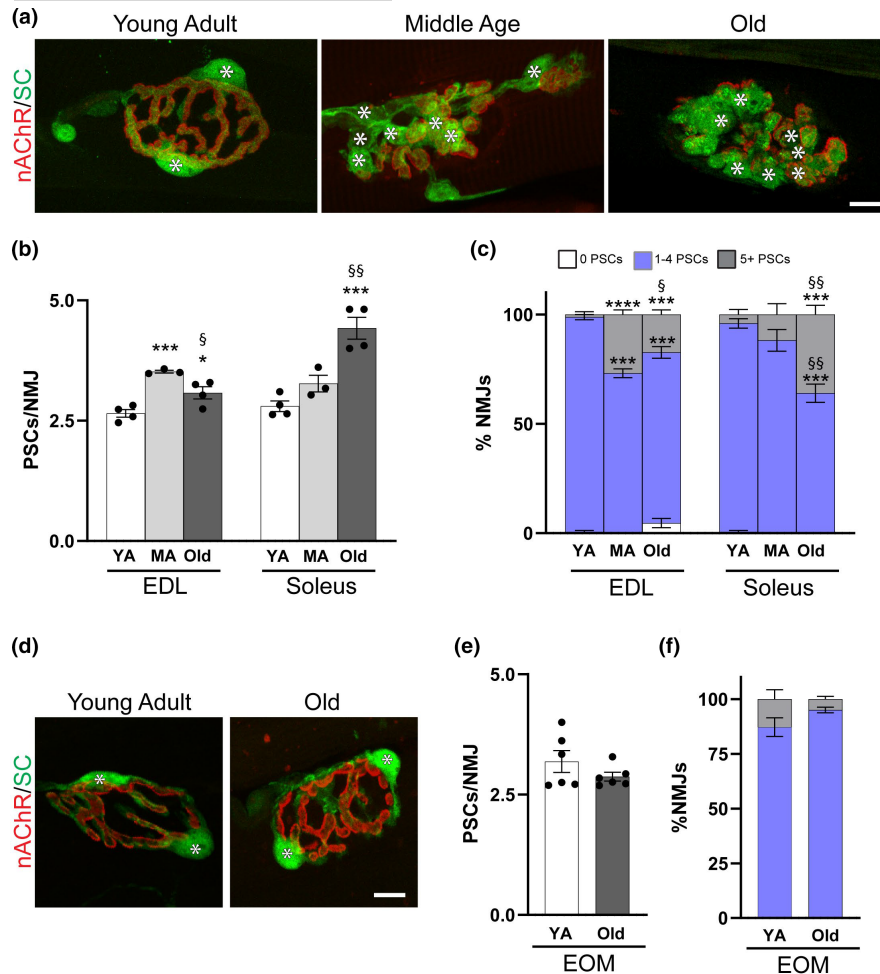 (a)
Young Adult Middle Age Old
nAChR/SC
* * * * * * * * * * * * * * *
(b)
PSCs/NMJ
5.0
2.5
0.0
*** § * §§ ***
YA MA Old YA MA Old
EDL Soleus
(c)
0 PSCs 1-4 PSCs 5+ PSCs
% NMJs
100
50
0
**** § *** §§ ***
*** *** §§ ***
YA MA Old YA MA Old
EDL Soleus
(d)
Young Adult Old
nAChR/SC
* * * *
(e)
PSCs/NMJ
5.0
2.5
0.0
YA Old
EOM
(f)
%NMJs
100
75
50
25
0
YA Old
EOM